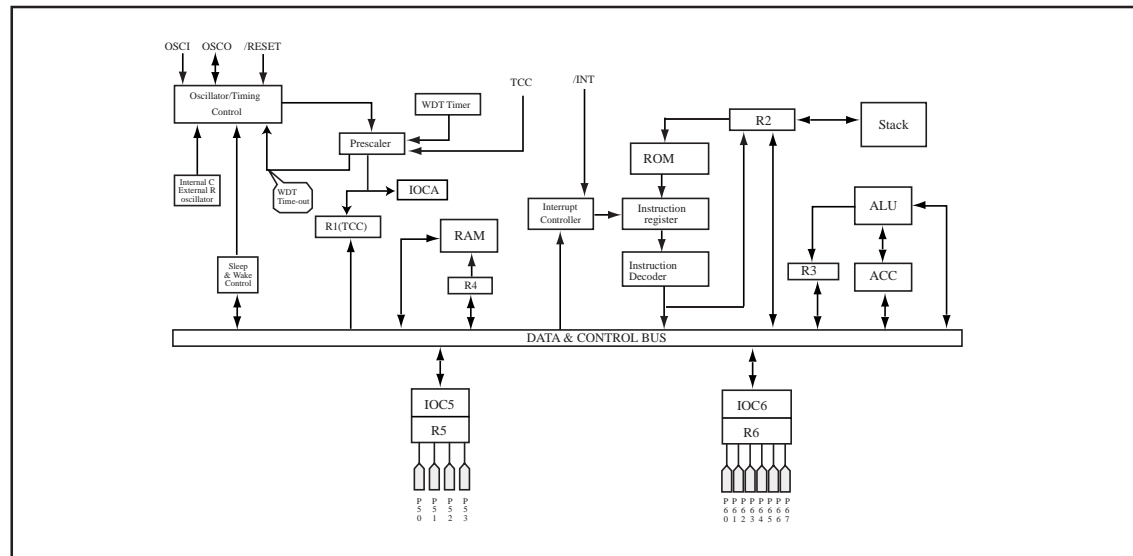 OSCI
OSCO
/RESET
Oscillator/Timing
Control
WDT Timer
TCC
/INT
Prescaler
R2
Stack
ROM
Internal C
External R
oscillator
WDT
Time-out
IOCA
R1(TCC)
RAM
Interrupt
Controller
Instruction
register
ALU
Sleep
& Wake
Control
R4
Instruction
Decoder
R3
ACC
DATA & CONTROL BUS
IOC5
R5
IOC6
R6
P50
P51
P52
P53
P60
P61
P62
P63
P64
P65
P66
P67